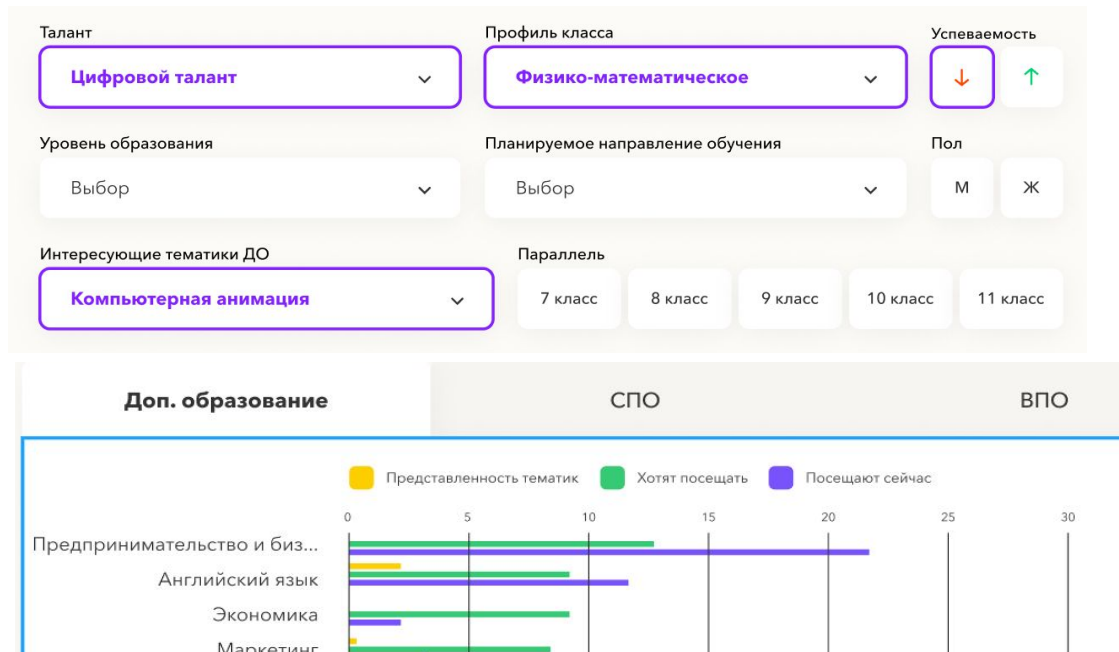 Талант Профиль класса Успеваемость
Цифровой талант Физико-математическое ↓ ↑
Уровень образования Планируемое направление обучения Пол
Выбор Выбор М Ж
Интересующие тематики ДО Параллель
Компьютерная анимация 7 класс 8 класс 9 класс 10 класс 11 класс
Доп. образование СПО ВПО
Представленность тематик Хотят посещать Посещают сейчас
0 5 10 15 20 25 30
Предпринимательство и биз...
Английский язык
Экономика
Маркетинг